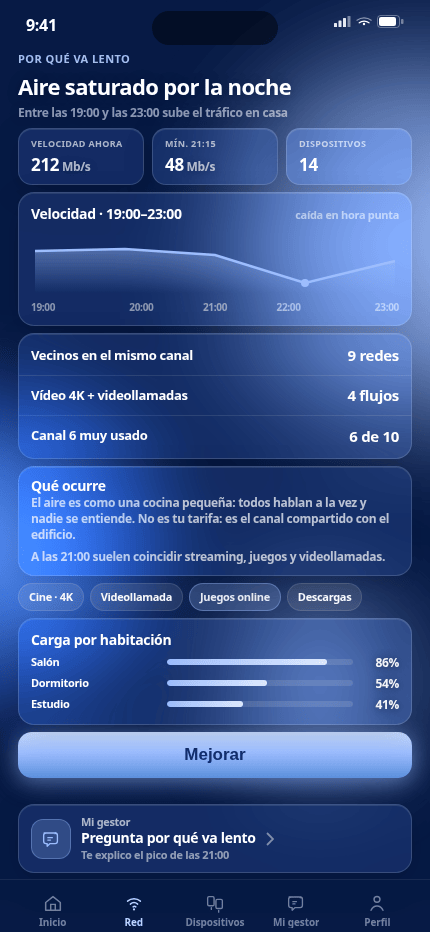 9:41
POR QUÉ VA LENTO
Aire saturado por la noche
Entre las 19:00 y las 23:00 sube el tráfico en casa
VELOCIDAD AHORA
212 Mb/s
MÍN. 21:15
48 Mb/s
DISPOSITIVOS
14
Velocidad · 19:00–23:00
caída en hora punta
19:00 20:00 21:00 22:00 23:00
Vecinos en el mismo canal 9 redes
Vídeo 4K + videollamadas 4 flujos
Canal 6 muy usado 6 de 10
Qué ocurre
El aire es como una cocina pequeña: todos hablan a la vez y
nadie se entiende. No es tu tarifa: es el canal compartido con el
edificio.
A las 21:00 suelen coincidir streaming, juegos y videollamadas.
Cine · 4K Videollamada Juegos online Descargas
Carga por habitación
Salón 86%
Dormitorio 54%
Estudio 41%
Mejorar
Mi gestor
Pregunta por qué va lento
Te explico el pico de las 21:00
Inicio Red Dispositivos Mi gestor Perfil